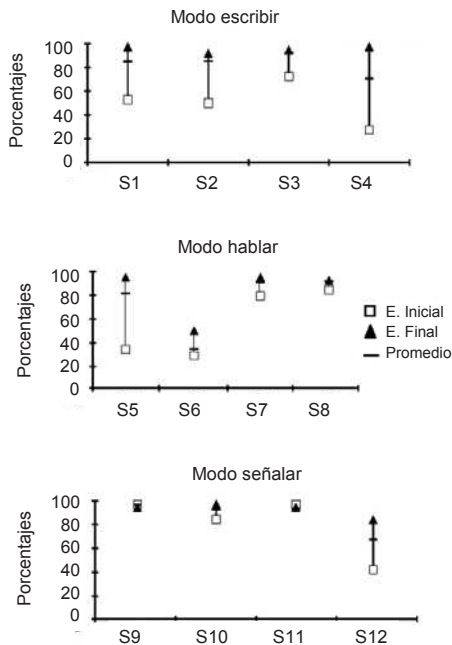 Modo escribir
Porcentajes
100
80
60
40
20
0
S1 S2 S3 S4
Modo hablar
Porcentajes
100
80
60
40
20
0
S5 S6 S7 S8
E. Inicial
E. Final
Promedio
Modo señalar
Porcentajes
100
80
60
40
20
0
S9 S10 S11 S12